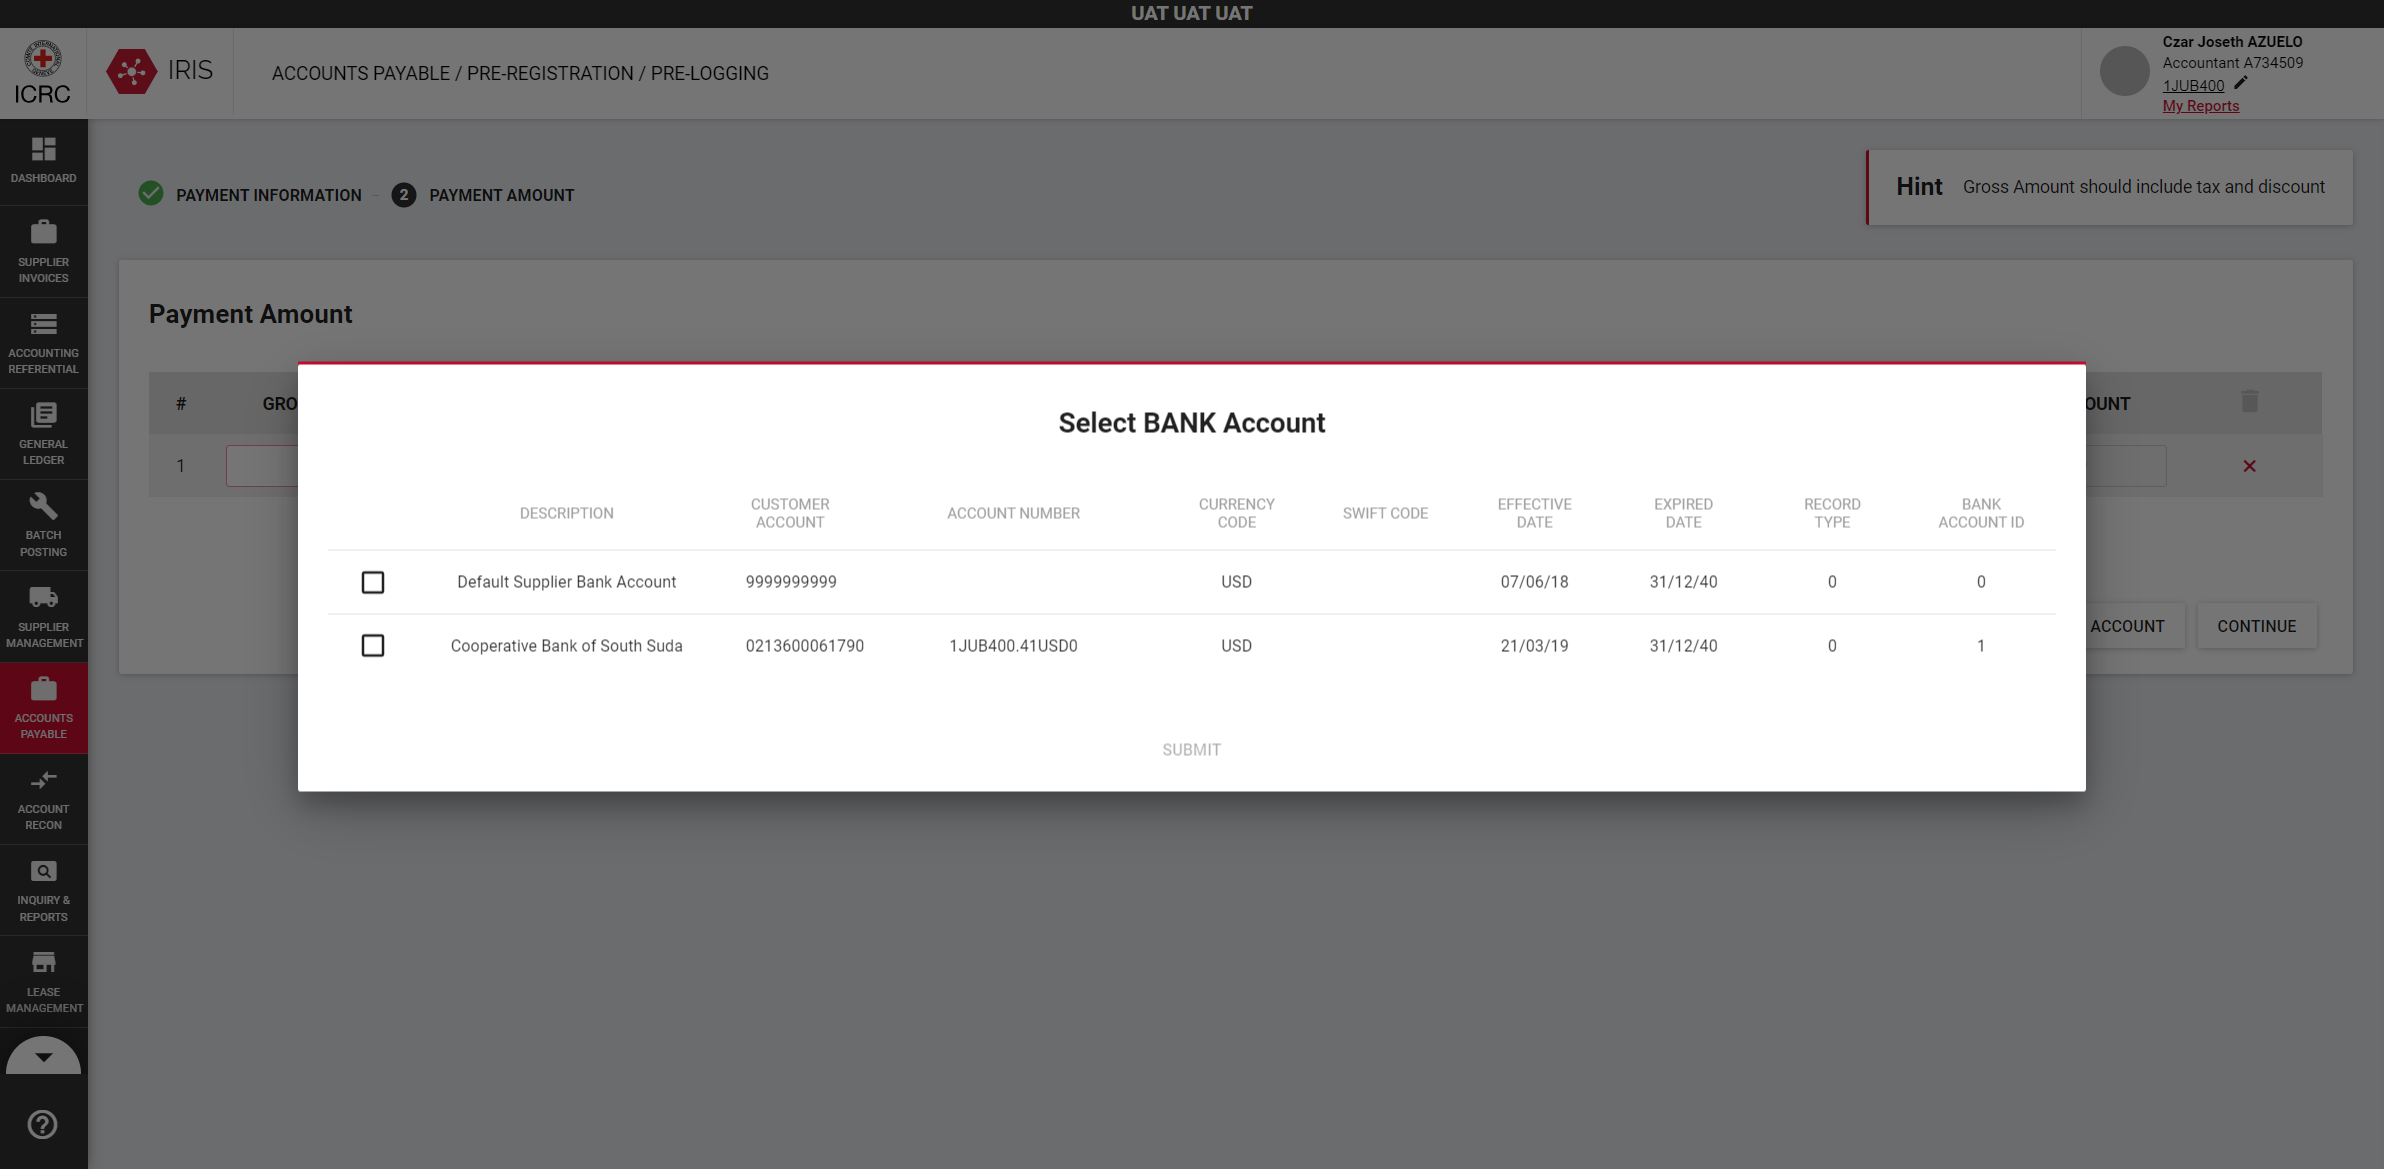 UAT UAT UAT
ICRC
IRIS
ACCOUNTS PAYABLE / PRE-REGISTRATION / PRE-LOGGING
Czar Joseth AZUELO
Accountant A734509
1JUB400
My Reports
DASHBOARD
SUPPLIER
INVOICES
ACCOUNTING
REFERENTIAL
GENERAL
LEDGER
BATCH
POSTING
SUPPLIER
MANAGEMENT
ACCOUNTS
PAYABLE
ACCOUNT
RECON
INQUIRY &
REPORTS
LEASE
MANAGEMENT
PAYMENT INFORMATION
2 PAYMENT AMOUNT
Hint Gross Amount should include tax and discount
Payment Amount
# GRO OUNT
1
Select BANK Account
DESCRIPTION CUSTOMER ACCOUNT ACCOUNT NUMBER CURRENCY CODE SWIFT CODE EFFECTIVE DATE EXPIRED DATE RECORD TYPE BANK ACCOUNT ID
Default Supplier Bank Account 9999999999 USD 07/06/18 31/12/40 0 0
Cooperative Bank of South Suda 0213600061790 1JUB400.41USD0 USD 21/03/19 31/12/40 0 1
SUBMIT
ACCOUNT CONTINUE